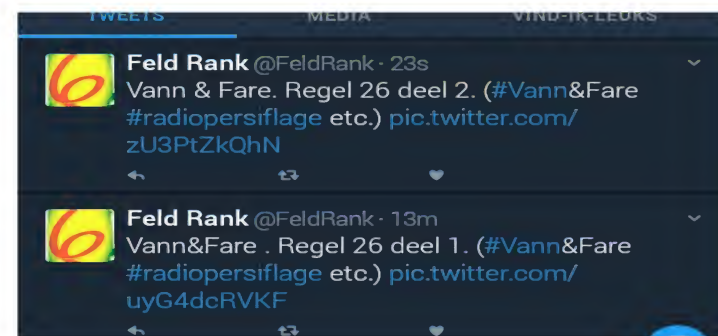 TWEETS MEDIA VIND-IK-LEUKS
Feld Rank @FeldRank · 23s
Vann & Fare. Regel 26 deel 2. (#Vann&Fare
#radiopersiflage etc.) pic.twitter.com/
zU3PtZkQhN
Feld Rank @FeldRank · 13m
Vann&Fare . Regel 26 deel 1. (#Vann&Fare
#radiopersiflage etc.) pic.twitter.com/
uyG4dcRVKF